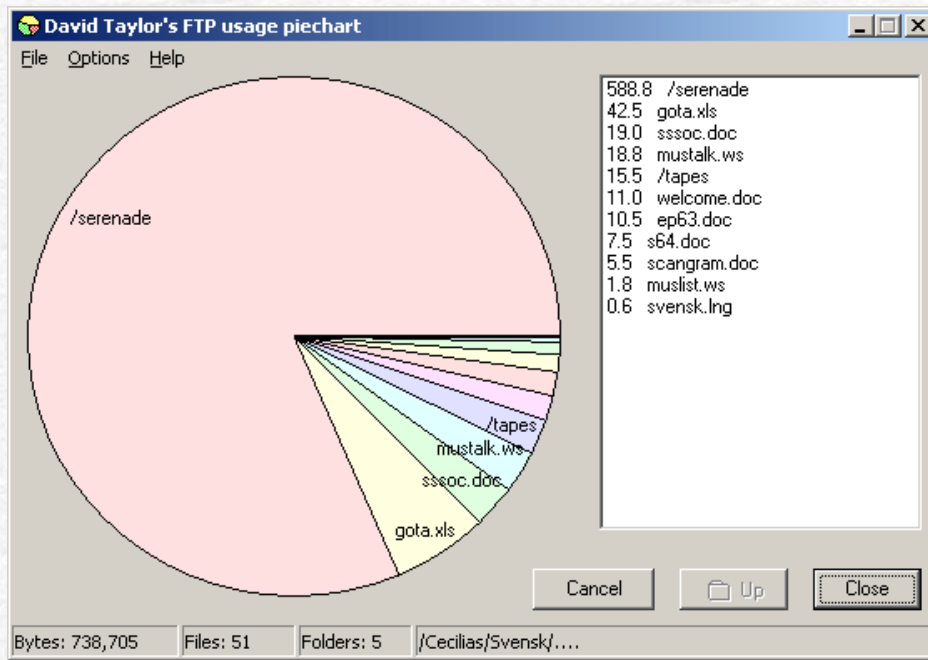 David Taylor's FTP usage piechart
File Options Help
588.8 /serenade
42.5 gota.xls
19.0 sssoc.doc
18.8 mustalk.ws
15.5 /tapes
11.0 welcome.doc
10.5 ep63.doc
7.5 s64.doc
5.5 scangram.doc
1.8 muslist.ws
0.6 svensk.lng
/serenade
/tapes
mustalk.ws
sssoc.doc
gota.xls
Cancel Up Close
Bytes: 738,705 Files: 51 Folders: 5 /Cecilias/Svensk/....